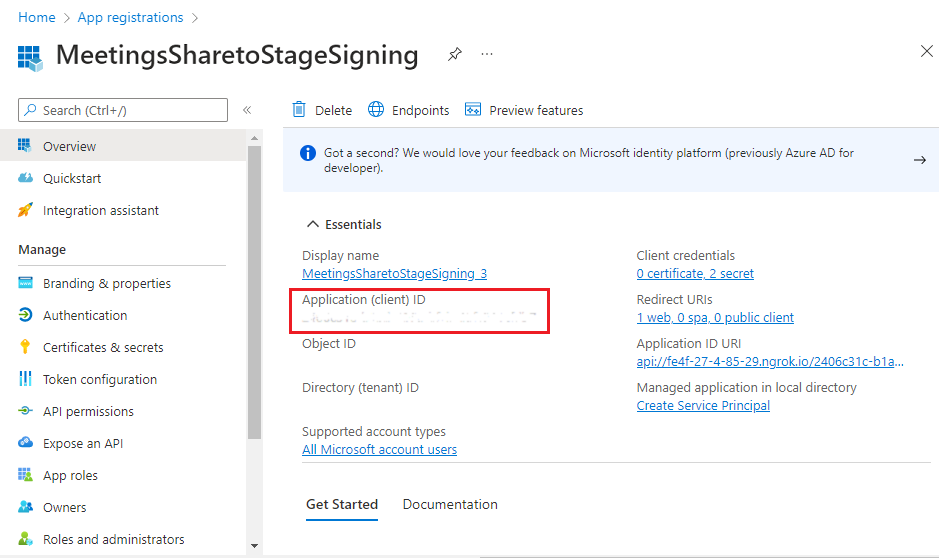 Home > App registrations >
MeetingsSharetoStageSigning
Search (Ctrl+/)
Overview
Quickstart
Integration assistant
Manage
Branding & properties
Authentication
Certificates & secrets
Token configuration
API permissions
Expose an API
App roles
Owners
Roles and administrators
Delete
Endpoints
Preview features
Got a second? We would love your feedback on Microsoft identity platform (previously Azure AD for
developer).
Essentials
Display name
MeetingsSharetoStageSigning_3
Application (client) ID
Object ID
Directory (tenant) ID
Supported account types
All Microsoft account users
Client credentials
0 certificate, 2 secret
Redirect URIs
1 web, 0 spa, 0 public client
Application ID URI
api://fe4f-27-4-85-29.ngrok.io/2406c31c-b1a...
Managed application in local directory
Create Service Principal
Get Started
Documentation